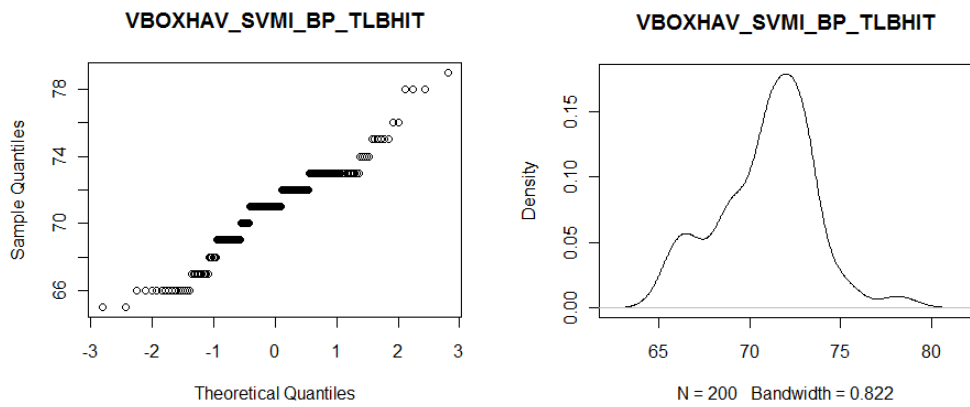 VBOXHAV_SVMI_BP_TLBHIT
Sample Quantiles
78
74
70
66
-3 -2 -1 0 1 2 3
Theoretical Quantiles
VBOXHAV_SVMI_BP_TLBHIT
Density
0.15
0.10
0.05
0.00
65 70 75 80
N = 200 Bandwidth = 0.822